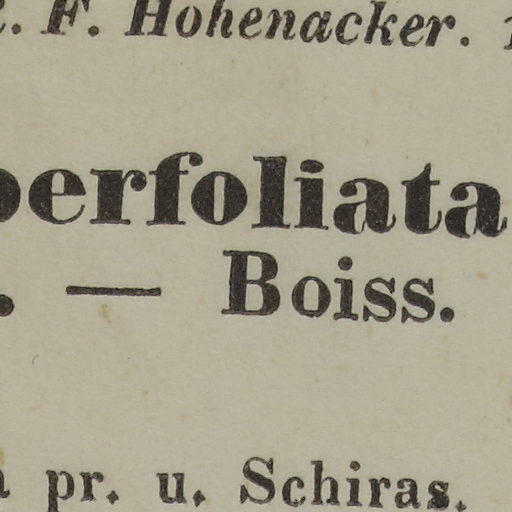 F. Hohenacker.
perfoliata
. — Boiss.
pr. u. Schiras.